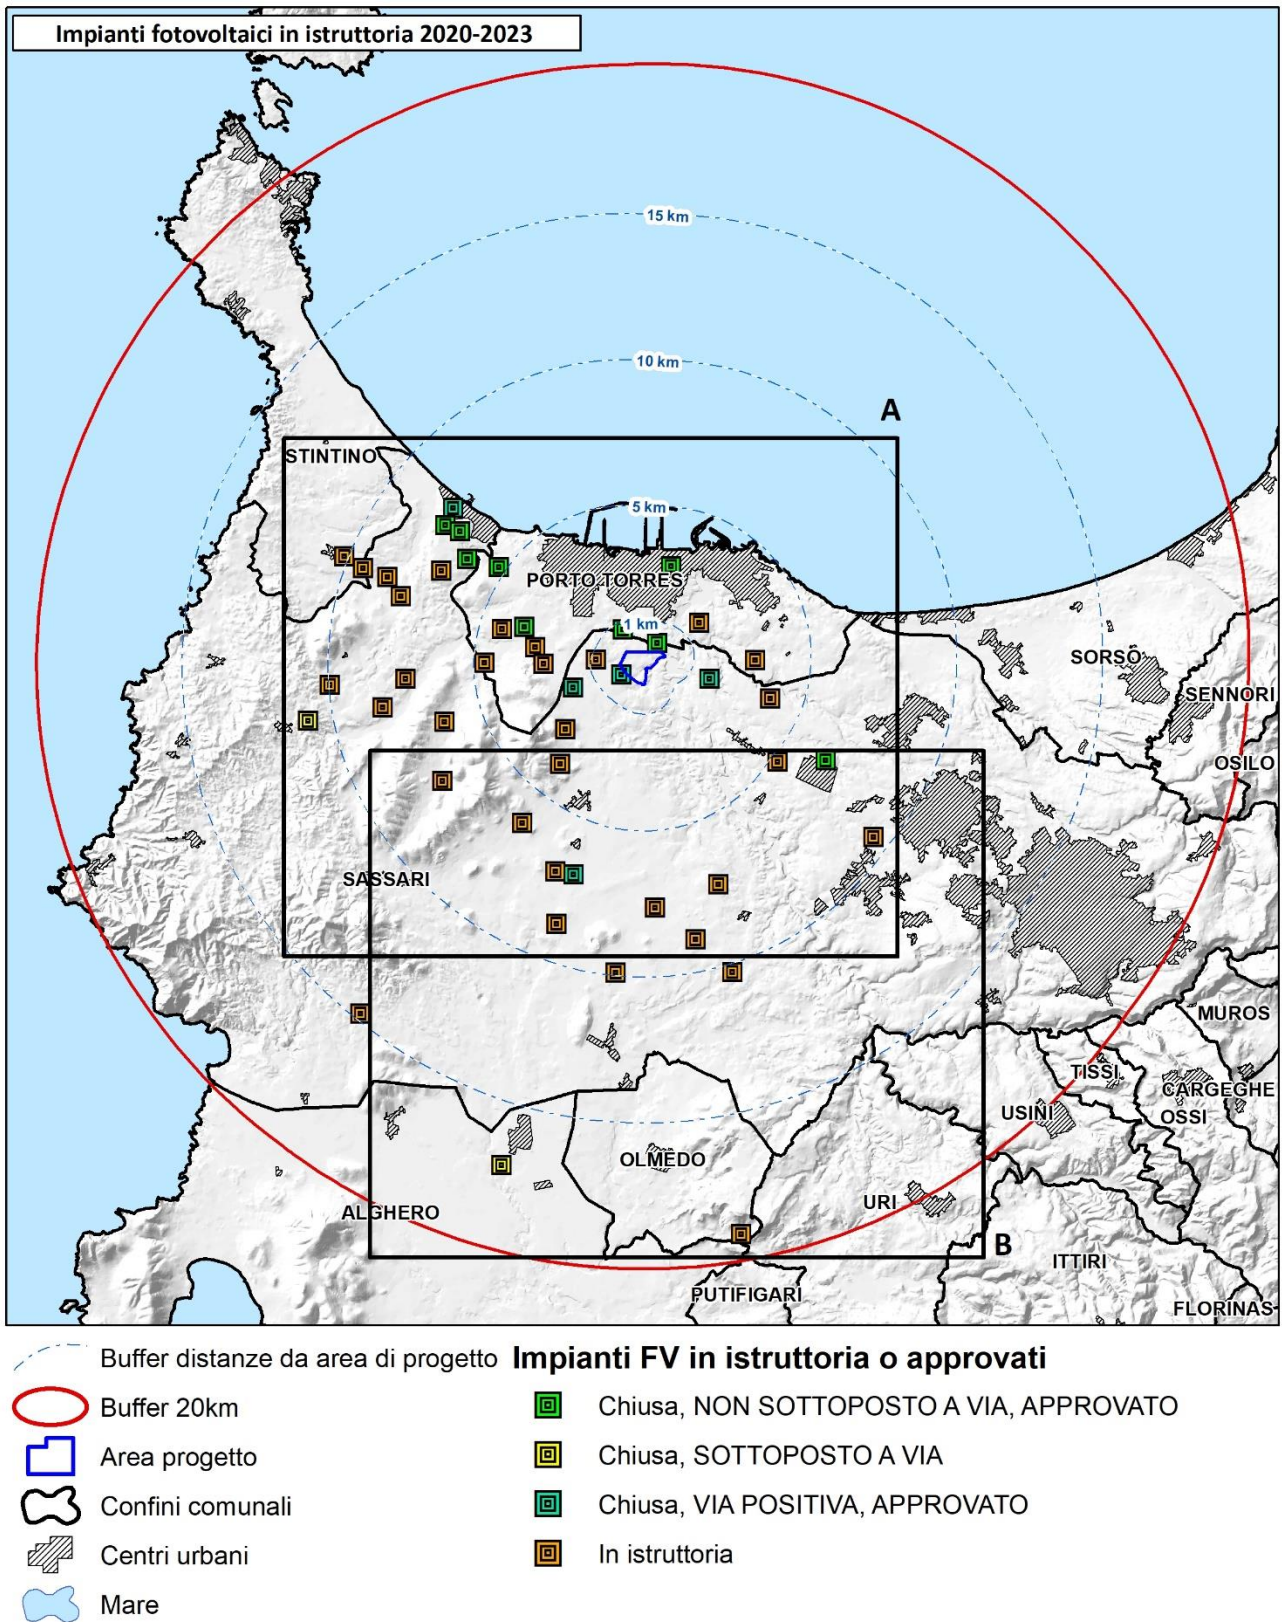 Impianti fotovoltaici in istruttoria 2020-2023
15 km
10 km
A
STINTINO
5 km
PORTO TORRES
1 km
SORSO
SENNORI
OSILO
SASSARI
MUROS
TISSI
CARGEGHE
USINI
OSSI
OLMEDO
URI
ALGHERO
B
ITTIRI
PUTIFIGARI
FLORINAS
Buffer distanze da area di progetto
Buffer 20km
Area progetto
Confini comunali
Centri urbani
Mare
Impianti FV in istruttoria o approvati
Chiusa, NON SOTTOPOSTO A VIA, APPROVATO
Chiusa, SOTTOPOSTO A VIA
Chiusa, VIA POSITIVA, APPROVATO
In istruttoria